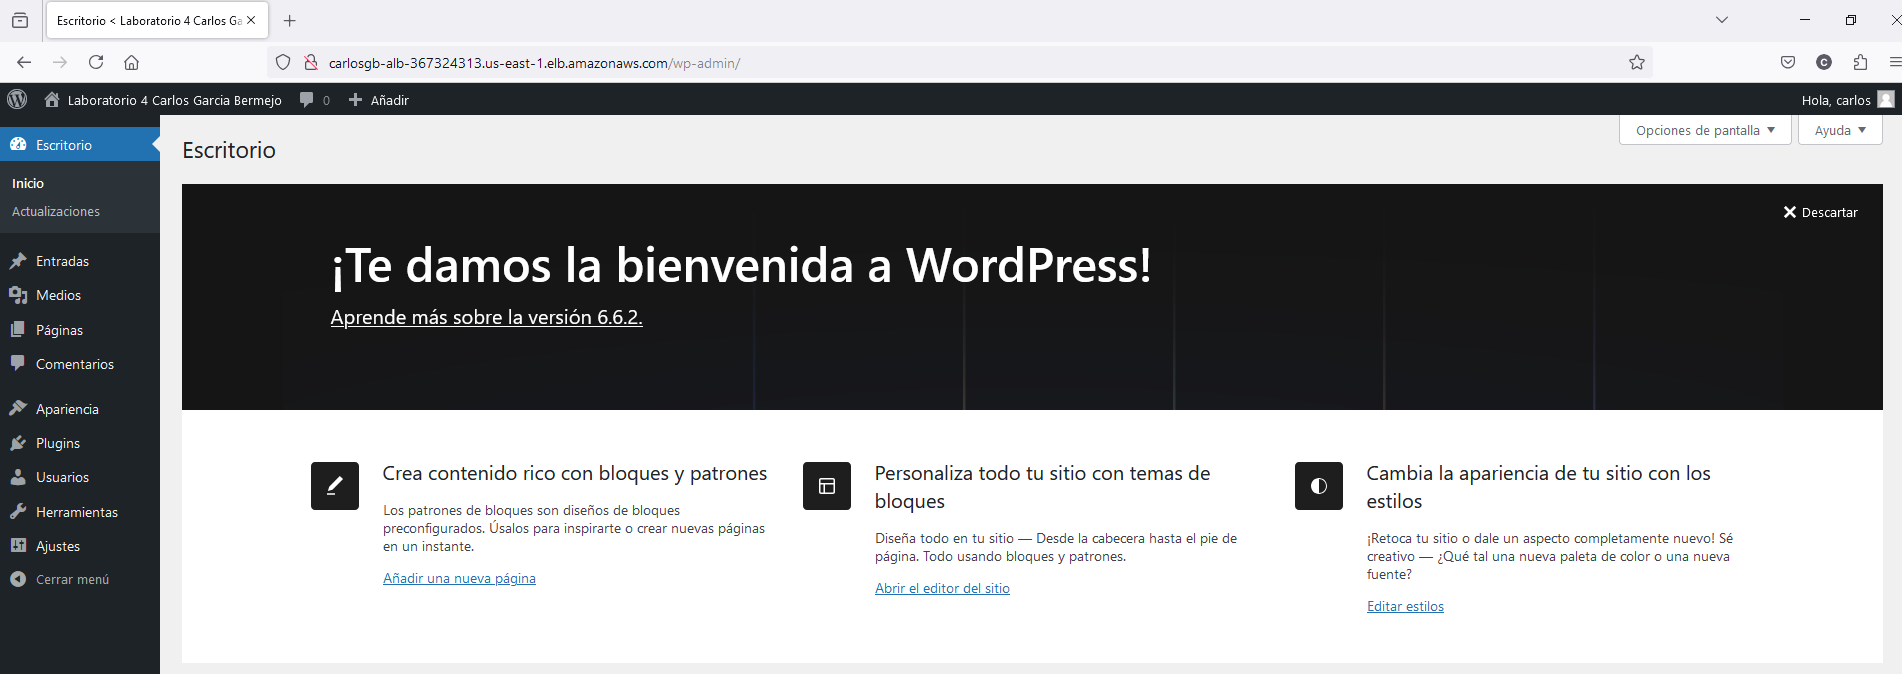 Escritorio < Laboratorio 4 Carlos Ga
carlosgb-alb-367324313.us-east-1.elb.amazonaws.com/wp-admin/
C
Laboratorio 4 Carlos Garcia Bermejo
0
Añadir
Hola, carlos
Opciones de pantalla
Ayuda
Escritorio
Inicio
Actualizaciones
Entradas
Medios
Páginas
Comentarios
Apariencia
Plugins
Usuarios
Herramientas
Ajustes
Cerrar menú
Escritorio
Descartar
¡Te damos la bienvenida a WordPress!
Aprende más sobre la versión 6.6.2.
Crea contenido rico con bloques y patrones
Los patrones de bloques son diseños de bloques
preconfigurados. Úsalos para inspirarte o crear nuevas páginas
en un instante.
Añadir una nueva página
Personaliza todo tu sitio con temas de
bloques
Diseña todo en tu sitio — Desde la cabecera hasta el pie de
página. Todo usando bloques y patrones.
Abrir el editor del sitio
Cambia la apariencia de tu sitio con los
estilos
¡Retoca tu sitio o dale un aspecto completamente nuevo! Sé
creativo — ¿Qué tal una nueva paleta de color o una nueva
fuente?
Editar estilos